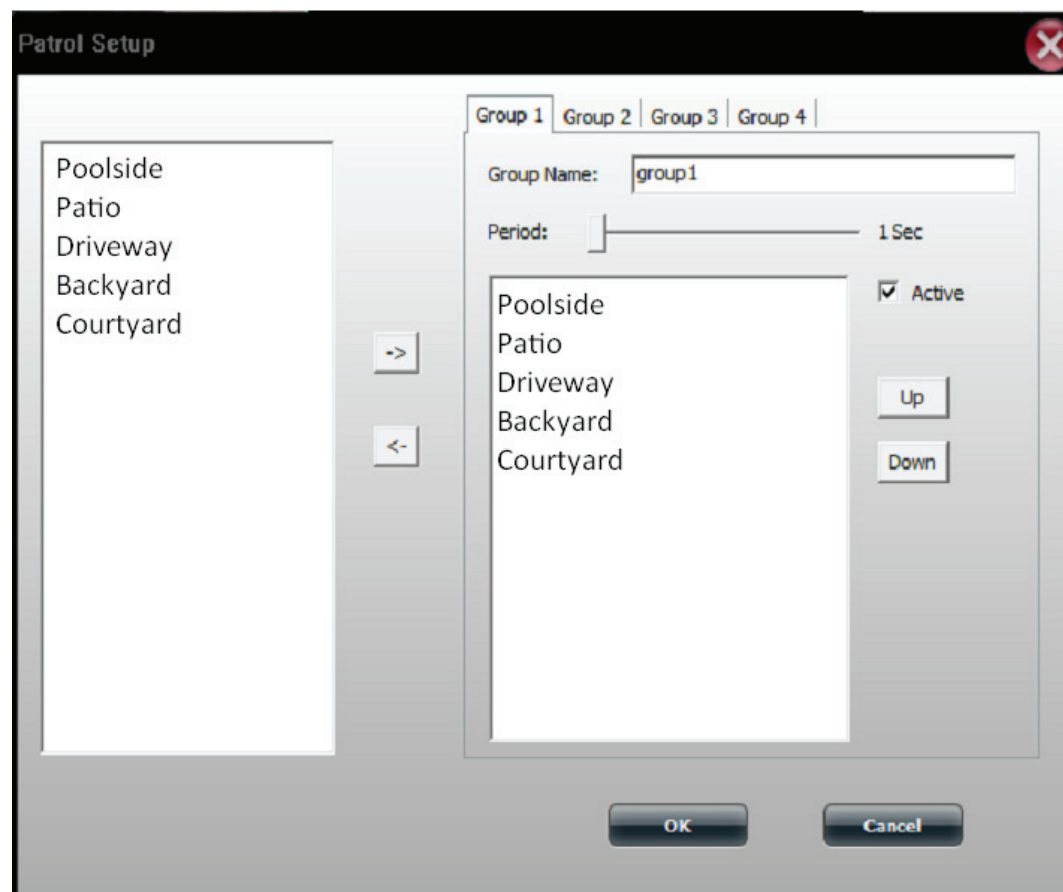 Patrol Setup
Poolside
Patio
Driveway
Backyard
Courtyard
->
<-
Group 1 Group 2 Group 3 Group 4
Group Name: group1
Period: 1 Sec
Active
Poolside
Patio
Driveway
Backyard
Courtyard
Up
Down
OK Cancel